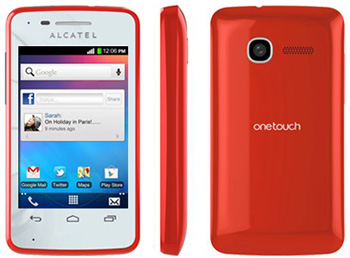 ALCATEL
12:06 PM
Google
Status...
Share
Sarah:
On Holiday in Paris!......
5 minutes ago
Google Mail
Twitter
Maps
Play Store
onetouch